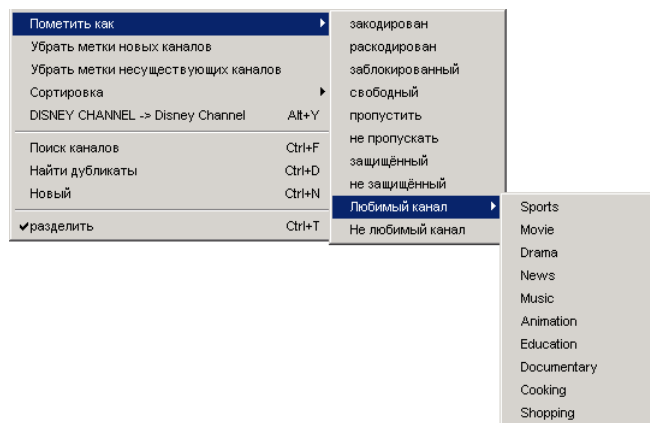 Пометить как
Убрать метки новых каналов
Убрать метки несуществующих каналов
Сортировка
DISNEY CHANNEL -> Disney Channel Alt+Y
Поиск каналов Ctrl+F
Найти дубликаты Ctrl+D
Новый Ctrl+N
разделить Ctrl+T
закодирован
раскодирован
заблокированный
свободный
пропустить
не пропускать
защищённый
не защищённый
Любимый канал
Не любимый канал
Sports
Movie
Drama
News
Music
Animation
Education
Documentary
Cooking
Shopping